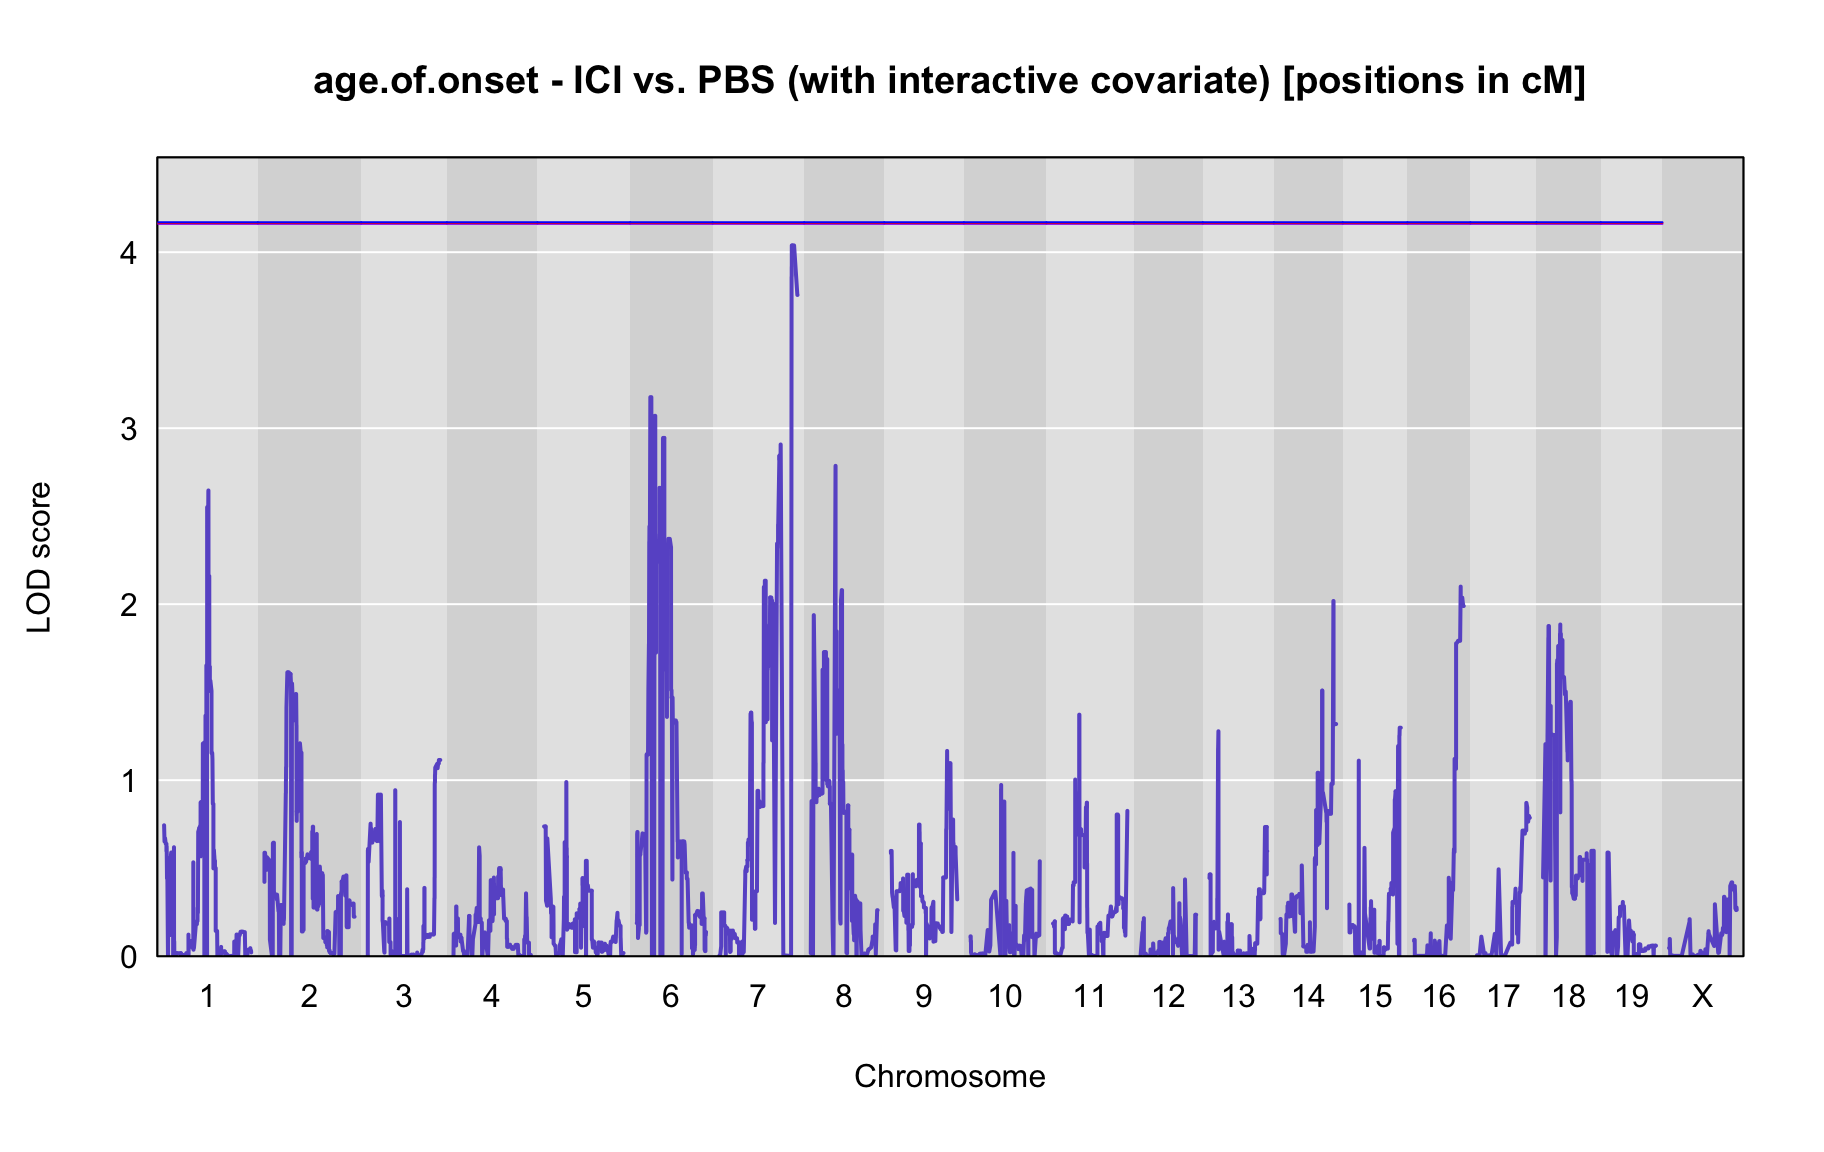 age.of.onset - ICI vs. PBS (with interactive covariate) [positions in cM]
LOD score
4
3
2
1
0
1 2 3 4 5 6 7 8 9 10 11 12 13 14 15 16 17 18 19 X
Chromosome